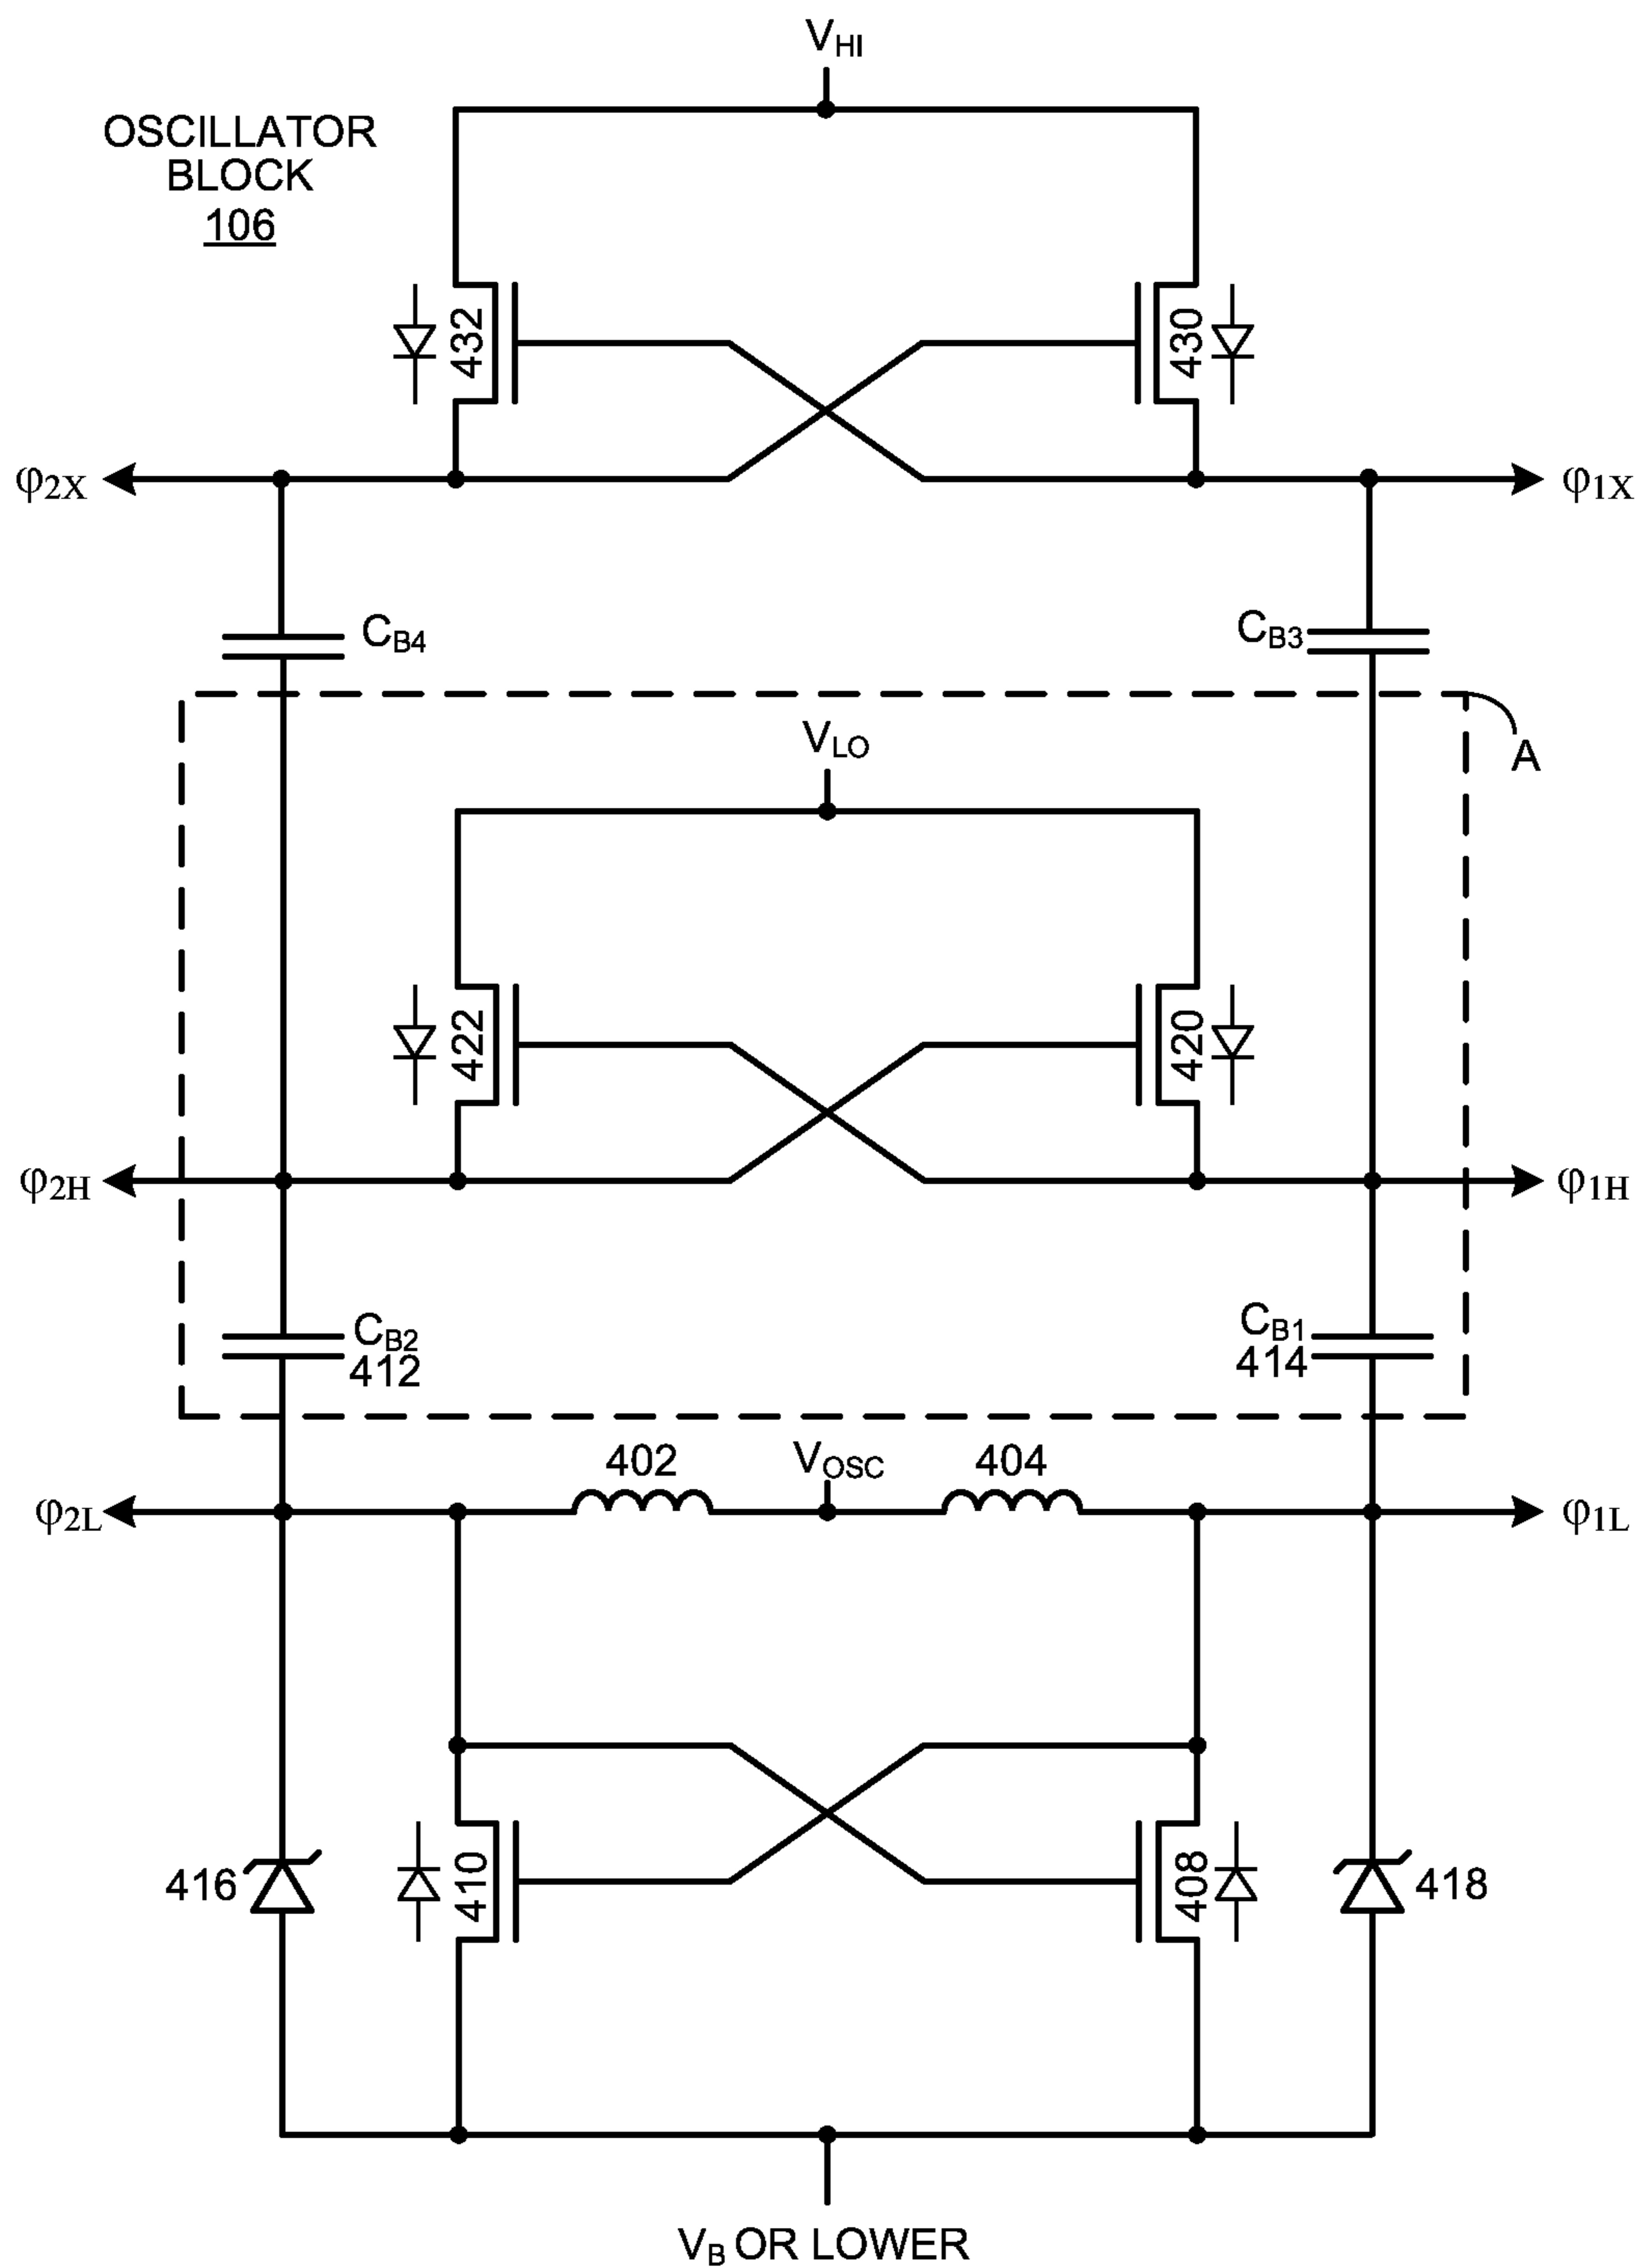 V_HI
OSCILLATOR
BLOCK
106
432
430
φ2X
φ1X
C_B4
C_B3
V_LO
A
422
420
φ2H
φ1H
C_B2
412
C_B1
414
402
V_OSC
404
φ2L
φ1L
416
410
408
418
V_B OR LOWER